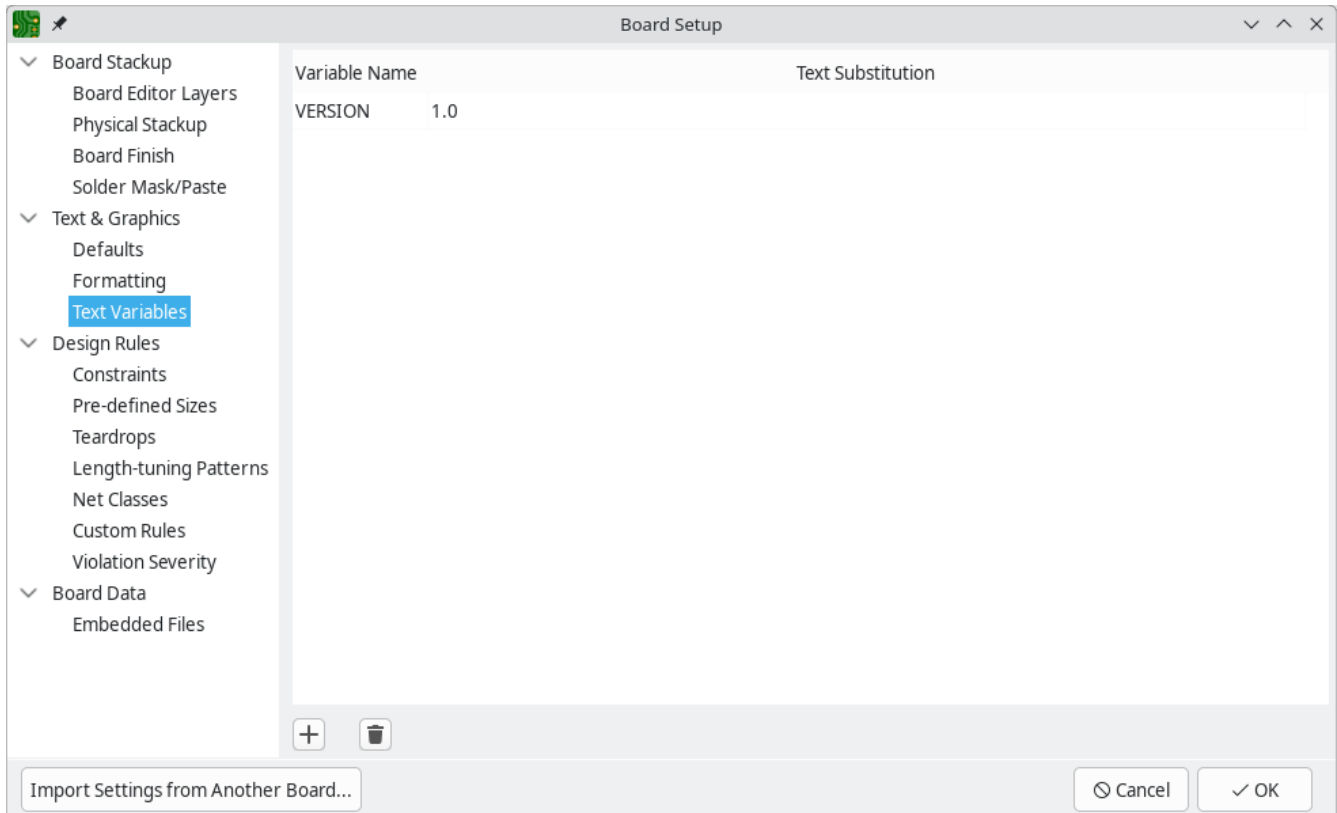 Board Setup
Board Stackup
Board Editor Layers
Physical Stackup
Board Finish
Solder Mask/Paste
Text & Graphics
Defaults
Formatting
Text Variables
Design Rules
Constraints
Pre-defined Sizes
Teardrops
Length-tuning Patterns
Net Classes
Custom Rules
Violation Severity
Board Data
Embedded Files
Variable Name Text Substitution
VERSION 1.0
Import Settings from Another Board...
Cancel
OK